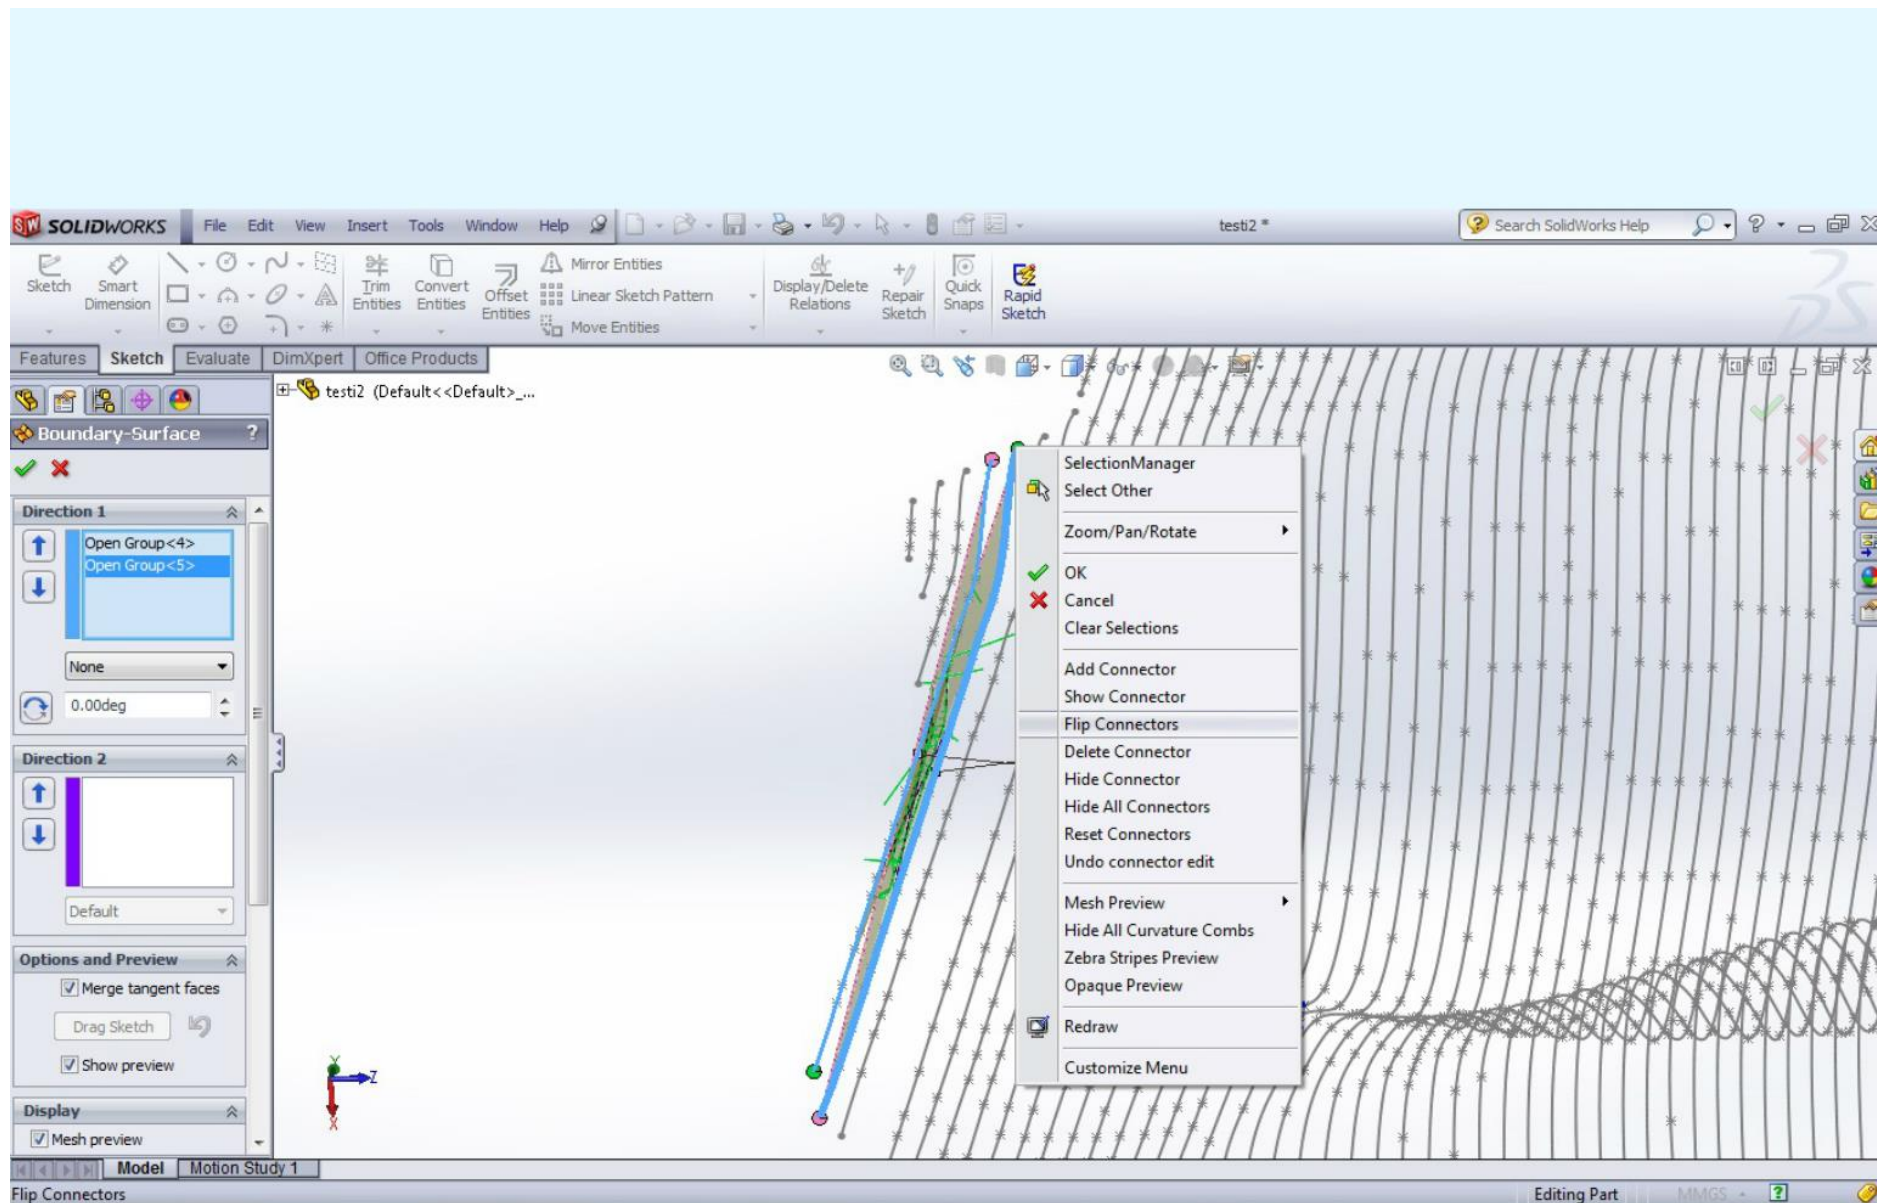 SOLIDWORKS File Edit View Insert Tools Window Help testi2 * Search SolidWorks Help ?
Sketch
Smart Dimension
Trim Entities
Convert Entities
Offset Entities
Mirror Entities
Linear Sketch Pattern
Move Entities
Display/Delete Relations
Repair Sketch
Quick Snaps
Rapid Sketch
Features Sketch Evaluate DimXpert Office Products
testi2 (Default<<Default>_...
Boundary-Surface ?
Direction 1
Open Group<4>
Open Group<5>
None
0.00deg
Direction 2
Default
Options and Preview
Merge tangent faces
Drag Sketch
Show preview
Display
Mesh preview
SelectionManager
Select Other
Zoom/Pan/Rotate
OK
Cancel
Clear Selections
Add Connector
Show Connector
Flip Connectors
Delete Connector
Hide Connector
Hide All Connectors
Reset Connectors
Undo connector edit
Mesh Preview
Hide All Curvature Combs
Zebra Stripes Preview
Opaque Preview
Redraw
Customize Menu
Y
Z
X
Model Motion Study 1
Flip Connectors Editing Part MMGS ?